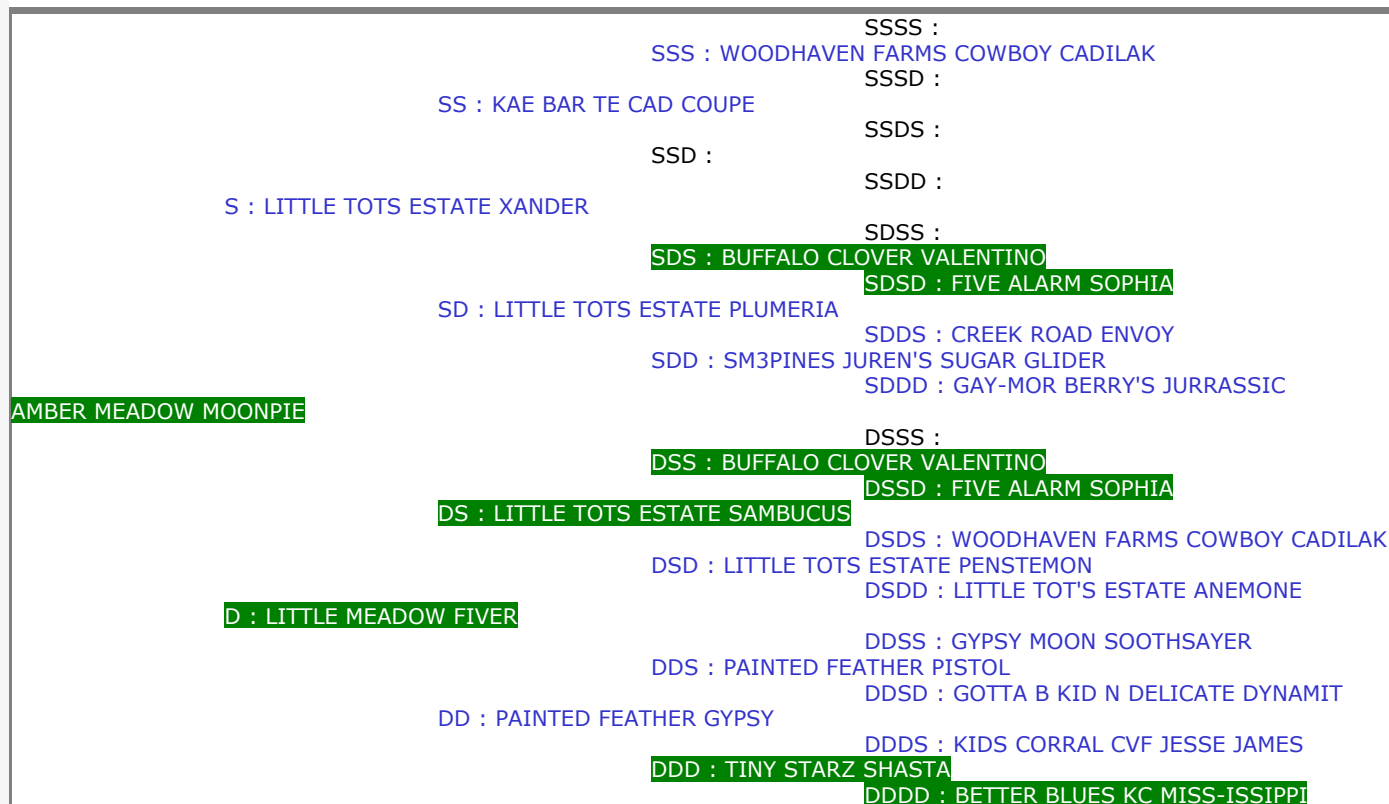 SSSS :
SSS : WOODHAVEN FARMS COWBOY CADILAK
SSSD :
SS : KAE BAR TE CAD COUPE
SSDS :
SSD :
SSDD :
S : LITTLE TOTS ESTATE XANDER
SDSS :
SDS : BUFFALO CLOVER VALENTINO
SDSD : FIVE ALARM SOPHIA
SD : LITTLE TOTS ESTATE PLUMERIA
SDDS : CREEK ROAD ENVOY
SDD : SM3PINES JUREN'S SUGAR GLIDER
SDDD : GAY-MOR BERRY'S JURRASSIC
AMBER MEADOW MOONPIE
DSSS :
DSS : BUFFALO CLOVER VALENTINO
DSSD : FIVE ALARM SOPHIA
DS : LITTLE TOTS ESTATE SAMBUCUS
DSDS : WOODHAVEN FARMS COWBOY CADILAK
DSD : LITTLE TOTS ESTATE PENSTEMON
DSDD : LITTLE TOT'S ESTATE ANEMONE
D : LITTLE MEADOW FIVER
DDSS : GYPSY MOON SOOTHSAYER
DDS : PAINTED FEATHER PISTOL
DDSD : GOTTA B KID N DELICATE DYNAMIT
DD : PAINTED FEATHER GYPSY
DDDS : KIDS CORRAL CVF JESSE JAMES
DDD : TINY STARZ SHASTA
DDDD : BETTER BLUES KC MISS-ISSIPPI